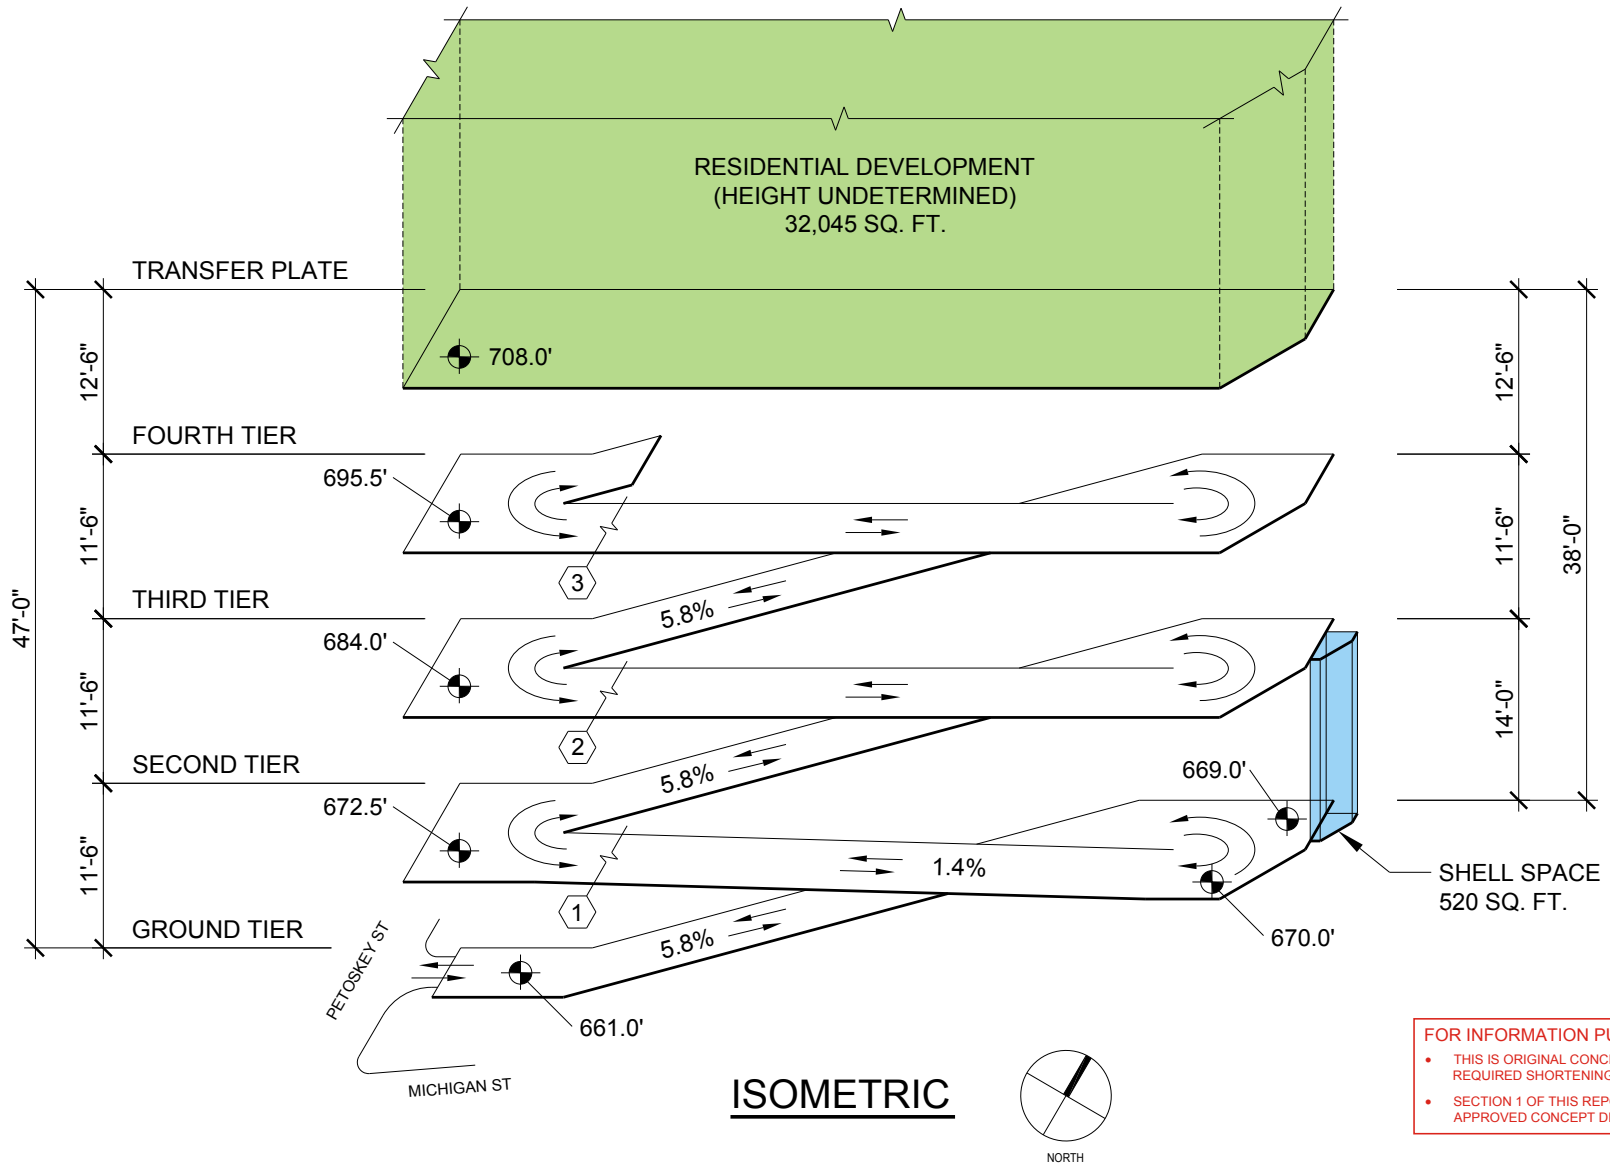 RESIDENTIAL DEVELOPMENT
(HEIGHT UNDETERMINED)
32,045 SQ. FT.
TRANSFER PLATE
708.0'
12'-6"
12'-6"
FOURTH TIER
695.5'
11'-6"
11'-6"
38'-0"
3
5.8%
THIRD TIER
47'-0"
684.0'
11'-6"
14'-0"
2
5.8%
SECOND TIER
669.0'
672.5'
11'-6"
1.4%
SHELL SPACE
520 SQ. FT.
1
670.0'
GROUND TIER
5.8%
PETOSKEY ST
661.0'
MICHIGAN ST
ISOMETRIC
NORTH
FOR INFORMATION
• THIS IS ORIGINAL
REQUIRED SHORTENING
• SECTION 1 OF THIS
APPROVED CONCEPT